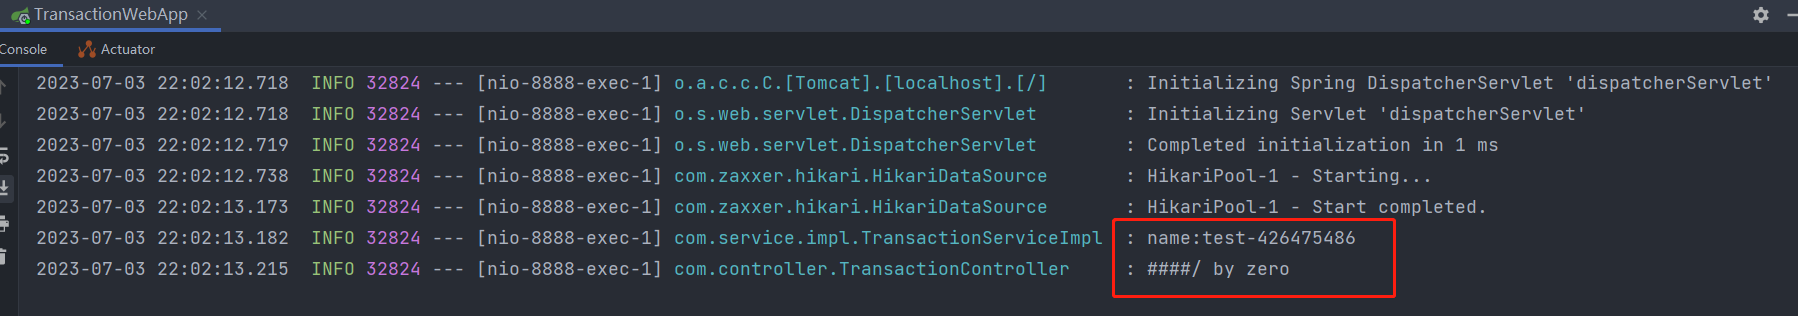 TransactionWebApp
Console Actuator
2023-07-03 22:02:12.718  INFO 32824 --- [nio-8888-exec-1] o.a.c.c.C.[Tomcat].[localhost].[/]       : Initializing Spring DispatcherServlet 'dispatcherServlet'
2023-07-03 22:02:12.718  INFO 32824 --- [nio-8888-exec-1] o.s.web.servlet.DispatcherServlet        : Initializing Servlet 'dispatcherServlet'
2023-07-03 22:02:12.719  INFO 32824 --- [nio-8888-exec-1] o.s.web.servlet.DispatcherServlet        : Completed initialization in 1 ms
2023-07-03 22:02:12.738  INFO 32824 --- [nio-8888-exec-1] com.zaxxer.hikari.HikariDataSource       : HikariPool-1 - Starting...
2023-07-03 22:02:13.173  INFO 32824 --- [nio-8888-exec-1] com.zaxxer.hikari.HikariDataSource       : HikariPool-1 - Start completed.
2023-07-03 22:02:13.182  INFO 32824 --- [nio-8888-exec-1] com.service.impl.TransactionServiceImpl  : name:test-426475486
2023-07-03 22:02:13.215  INFO 32824 --- [nio-8888-exec-1] com.controller.TransactionController     : ####/ by zero